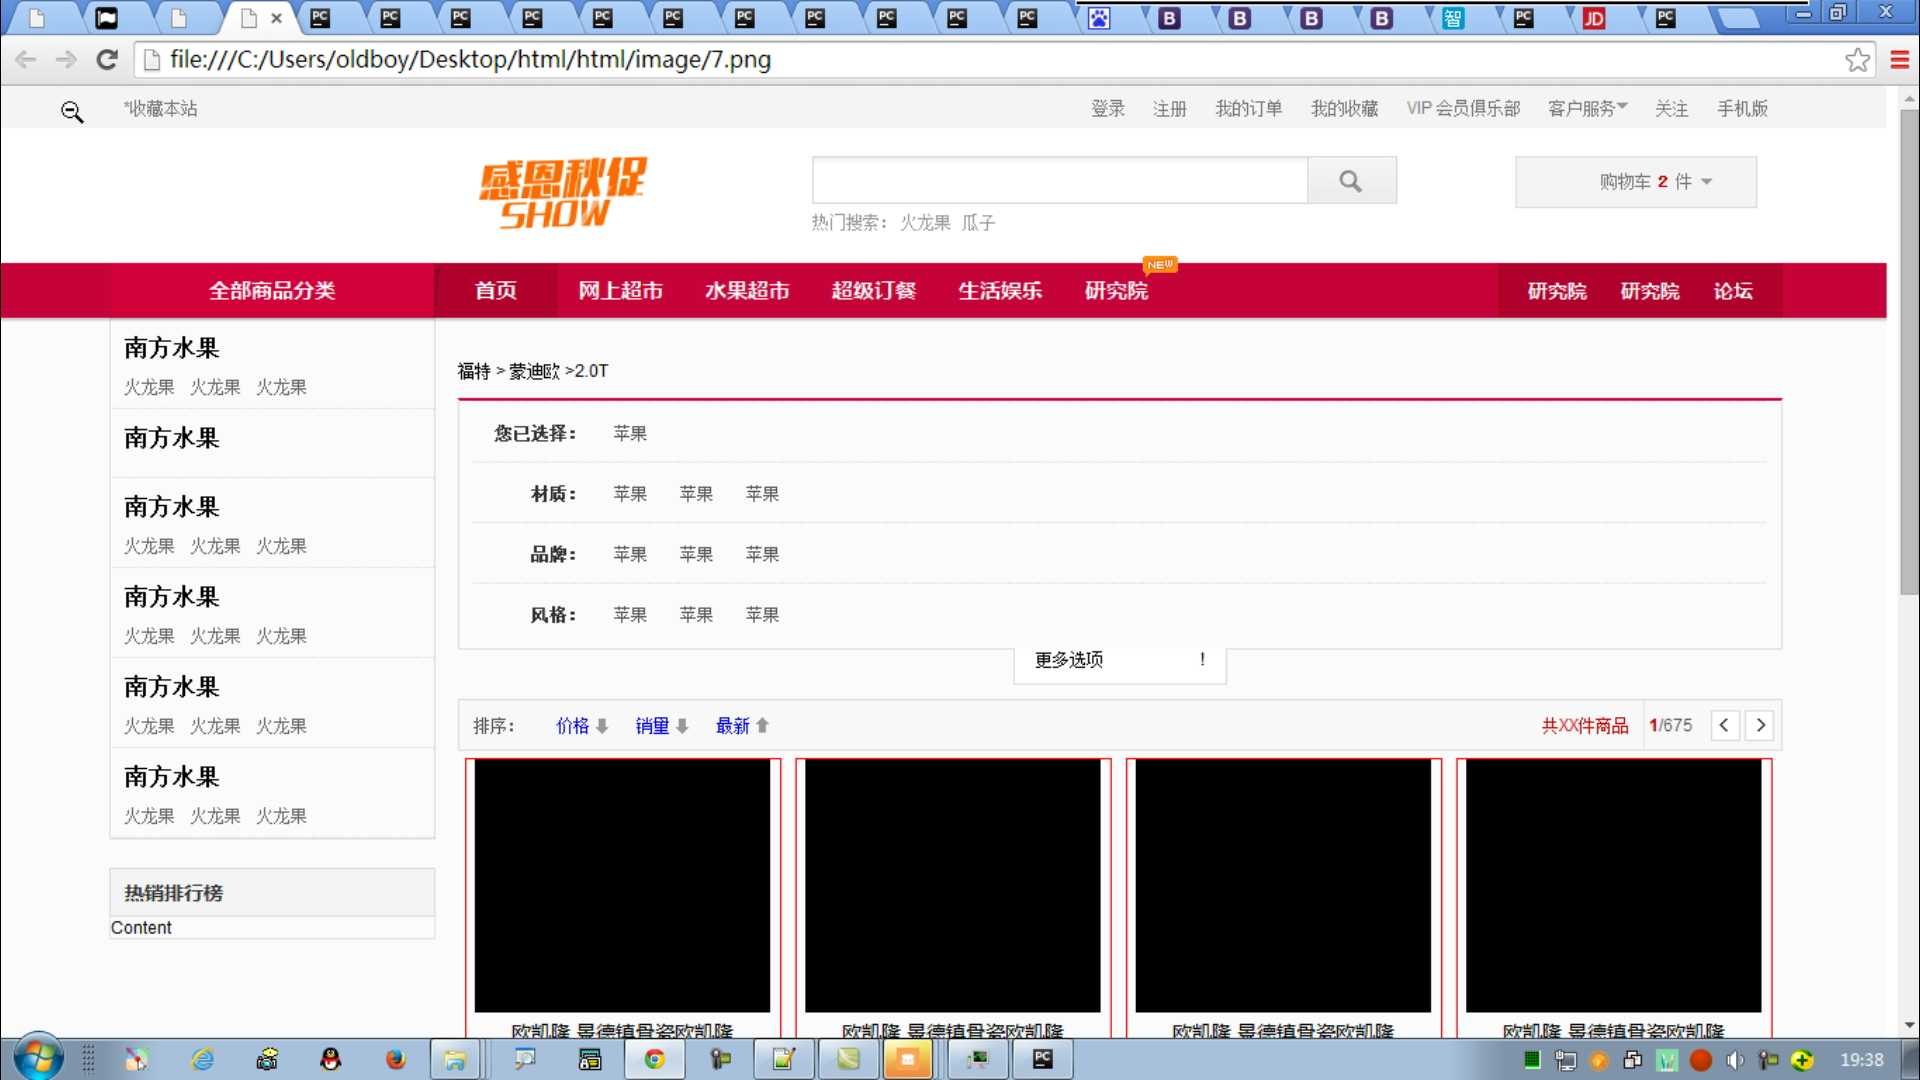 file:///C:/Users/oldboy/Desktop/html/html/image/7.png
*收藏本站 登录 注册 我的订单 我的收藏 VIP 会员俱乐部 客户服务 关注 手机版
感恩秋促
SHOW
购物车 2 件
热门搜索： 火龙果 瓜子
NEW
全部商品分类 首页 网上超市 水果超市 超级订餐 生活娱乐 研究院 研究院 研究院 论坛
南方水果
火龙果 火龙果 火龙果
南方水果
南方水果
火龙果 火龙果 火龙果
南方水果
火龙果 火龙果 火龙果
南方水果
火龙果 火龙果 火龙果
南方水果
火龙果 火龙果 火龙果
热销排行榜
Content
福特 > 蒙迪欧 >2.0T
您已选择： 苹果
材质： 苹果 苹果 苹果
品牌： 苹果 苹果 苹果
风格： 苹果 苹果 苹果
更多选项 !
排序： 价格 销量 最新 共XX件商品 1/675
欧凯隆 景德镇骨瓷欧凯隆 欧凯隆 景德镇骨瓷欧凯隆 欧凯隆 景德镇骨瓷欧凯隆 欧凯隆 景德镇骨瓷欧凯隆
19:38